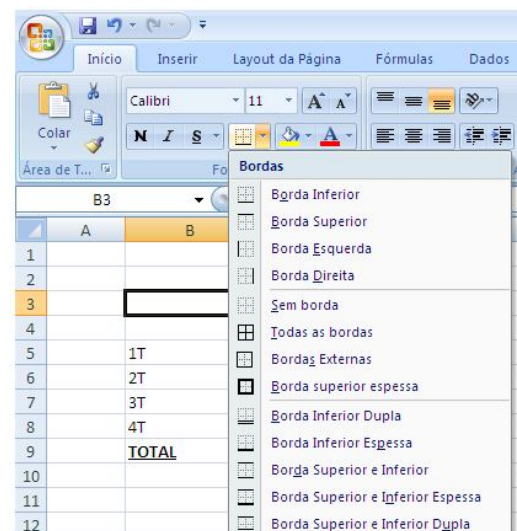 Início Inserir Layout da Página Fórmulas Dados
Colar
Calibri 11 A A
N I S A
Área de T... Fo
B3
A B
1
2
3
4
5 1T
6 2T
7 3T
8 4T
9 TOTAL
10
11
12
Bordas
Borda Inferior
Borda Superior
Borda Esquerda
Borda Direita
Sem borda
Todas as bordas
Bordas Externas
Borda superior espessa
Borda Inferior Dupla
Borda Inferior Espessa
Borda Superior e Inferior
Borda Superior e Inferior Espessa
Borda Superior e Inferior Dupla